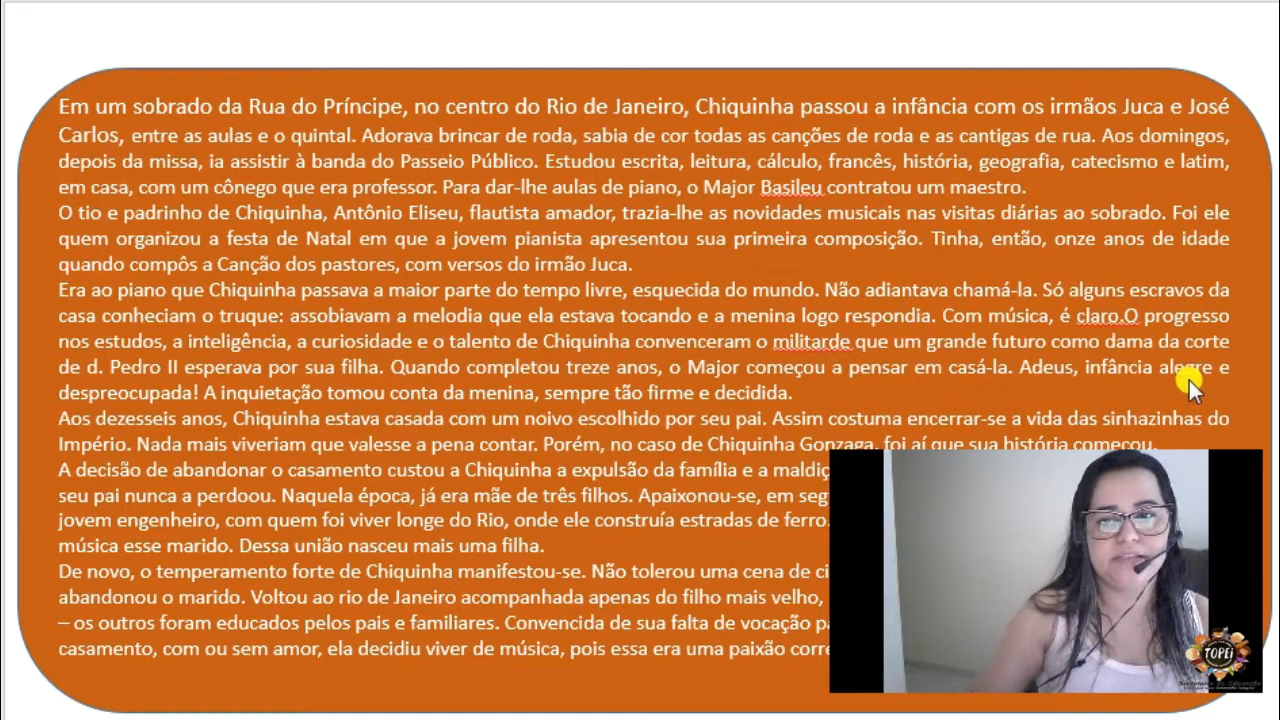 Em um sobrado da Rua do Príncipe, no centro do Rio de Janeiro, Chiquinha passou a infância com os irmãos Juca e José
Carlos, entre as aulas e o quintal. Adorava brincar de roda, sabia de cor todas as canções de roda e as cantigas de rua. Aos domingos,
depois da missa, ia assistir à banda do Passeio Público. Estudou escrita, leitura, cálculo, francês, história, geografia, catecismo e latim,
em casa, com um cônego que era professor. Para dar-lhe aulas de piano, o Major Basileu contratou um maestro.
O tio e padrinho de Chiquinha, Antônio Eliseu, flautista amador, trazia-lhe as novidades musicais nas visitas diárias ao sobrado. Foi ele
quem organizou a festa de Natal em que a jovem pianista apresentou sua primeira composição. Tinha, então, onze anos de idade
quando compôs a Canção dos pastores, com versos do irmão Juca.
Era ao piano que Chiquinha passava a maior parte do tempo livre, esquecida do mundo. Não adiantava chamá-la. Só alguns escravos da
casa conheciam o truque: assobiavam a melodia que ela estava tocando e a menina logo respondia. Com música, é claro.O progresso
nos estudos, a inteligência, a curiosidade e o talento de Chiquinha convenceram o militarde que um grande futuro como dama da corte
de d. Pedro II esperava por sua filha. Quando completou treze anos, o Major começou a pensar em casá-la. Adeus, infância alegre e
despreocupada! A inquietação tomou conta da menina, sempre tão firme e decidida.
Aos dezesseis anos, Chiquinha estava casada com um noivo escolhido por seu pai. Assim costuma encerrar-se a vida das sinhazinhas do
Império. Nada mais viveriam que valesse a pena contar. Porém, no caso de Chiquinha Gonzaga, foi aí que sua história começou.
A decisão de abandonar o casamento custou a Chiquinha a expulsão da família e a
seu pai nunca a perdoou. Naquela época, já era mãe de três filhos. Apaixonou-se, em
jovem engenheiro, com quem foi viver longe do Rio, onde ele construía estradas de ferro.
música esse marido. Dessa união nasceu mais uma filha.
De novo, o temperamento forte de Chiquinha manifestou-se. Não tolerou uma cena de
abandonou o marido. Voltou ao rio de Janeiro acompanhada apenas do filho mais velho,
– os outros foram educados pelos pais e familiares. Convencida de sua falta de vocação
casamento, com ou sem amor, ela decidiu viver de música, pois essa era uma paixão
TOPEi